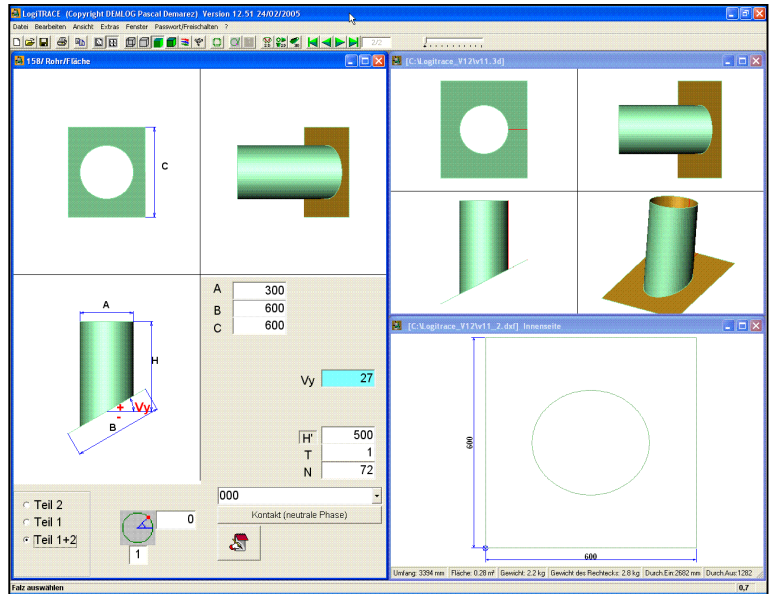 LogiTRACE (Copyright DEMLOG Pascal Demarez) Version 12.51 24/02/2005
Datei Bearbeiten Ansicht Extras Fenster Passwort/Freischalten ?
2/2
158/ Rohr/Fläche
C
A
H
+ Vy
-
B
A 300
B 600
C 600
Vy 27
H' 500
T 1
N 72
000
Kontakt (neutrale Phase)
Teil 2
Teil 1
Teil 1+2
0
1
[C:\Logitrace_V12\v11.3d]
[C:\Logitrace_V12\v11_2.dxf] Innenseite
600
600
Umfang: 3394 mm Fläche: 0.28 m² Gewicht: 2.2 kg Gewicht des Rechtecks: 2.8 kg Durch.Ein:2682 mm Durch.Aus:1282
Falz auswählen 0,7